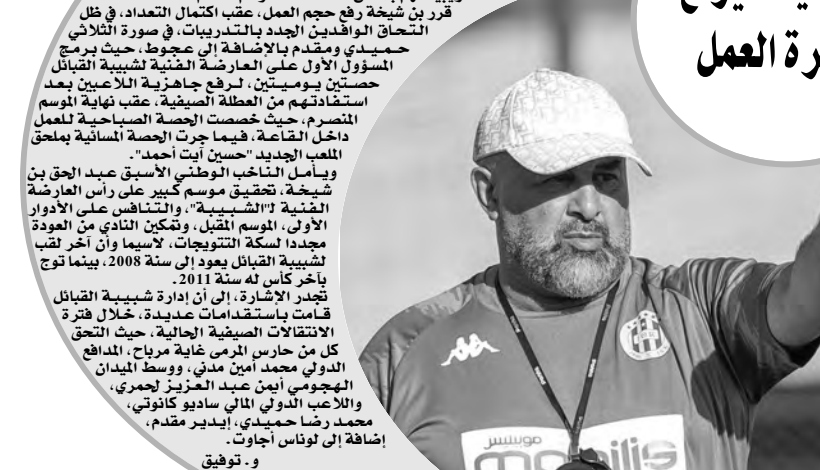 رة العمل
قرر بن شيخة رفع حجم العمل، عقب اكتمال التعداد، في ظل
التحاق الوافدين الجدد بالتدريبات، في صورة الثلاثي
حميدي ومقدم بالإضافة إلى عجوط، حيث برمج
المسؤول الأول على العارضة الفنية لشبيبة القبائل
حصتين يوميتين، لرفع جاهزية اللاعبين بعد
استفادتهم من العطلة الصيفية، عقب نهاية الموسم
المنصرم، حيث خصصت الحصة الصباحية للعمل
داخل القاعة، فيما جرت الحصة المسائية بملحق
الملعب الجديد "حسين آيت أحمد".
ويأمل الناخب الوطني الأسبق عبد الحق بن
شيخة، تحقيق موسم كبير على رأس العارضة
الفنية لـ"الشبيبة"، والتنافس على الأدوار
الأولى، الموسم المقبل، وتمكين النادي من العودة
مجددا لسكة التتويجات، لاسيما وأن آخر لقب
لشبيبة القبائل يعود إلى سنة 2008، بينما توج
بآخر كأس له سنة 2011.
تجدر الإشارة، إلى أن إدارة شبيبة القبائل
قامت باستقدامات عديدة، خلال فترة
الانتقالات الصيفية الحالية، حيث التحق
كل من حارس المرمى غاية مرباح، المدافع
الدولي محمد أمين مدني، ووسط الميدان
الهجومي أيمن عبد العزيز لحمري،
واللاعب الدولي المالي ساديو كانوتي،
محمد رضا حميدي، إيدير مقدم،
إضافة إلى لوناس أجاوت.
و. توفيق
Kappa
موبيليس
mobilis